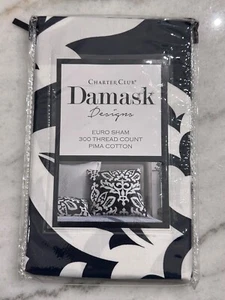 CHARTER CLUB
Damask
Designs
EURO SHAM
300 THREAD COUNT
PIMA COTTON